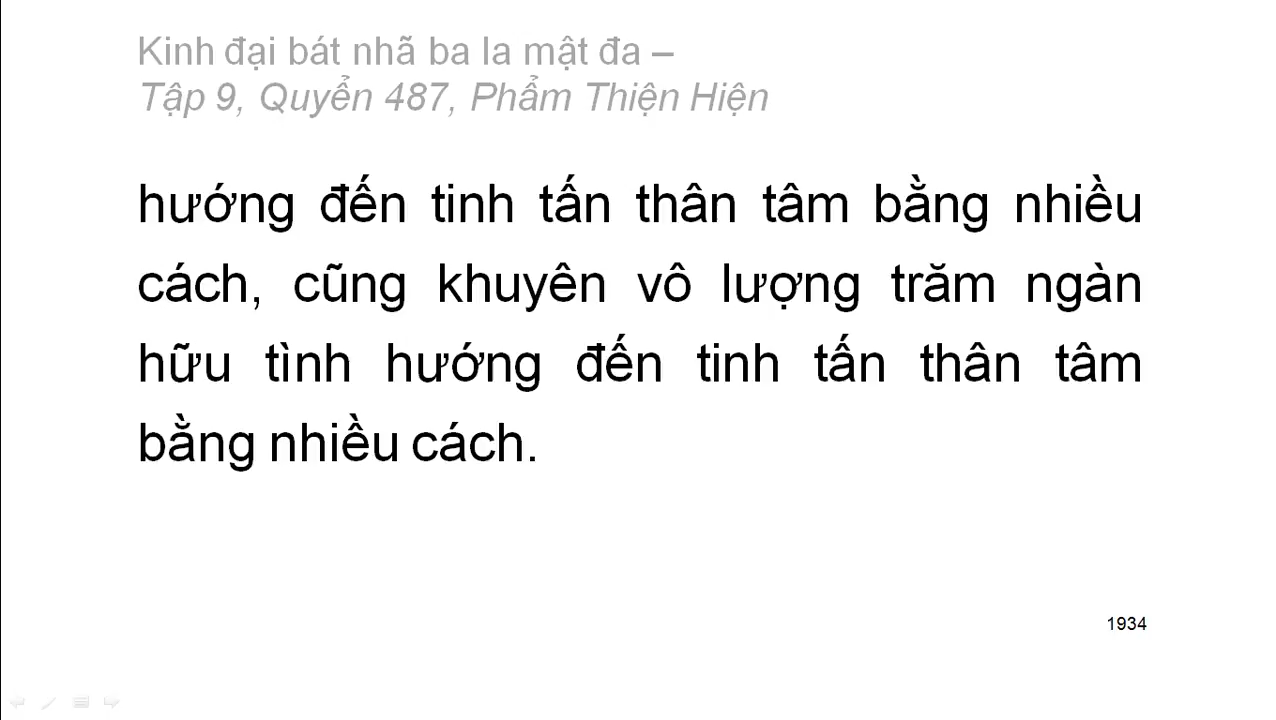 Kinh đại bát nhã ba la mật đa –
Tập 9, Quyển 487, Phẩm Thiện Hiện
hướng đến tinh tấn thân tâm bằng nhiều
cách, cũng khuyên vô lượng trăm ngàn
hữu tình hướng đến tinh tấn thân tâm
bằng nhiều cách.
1934